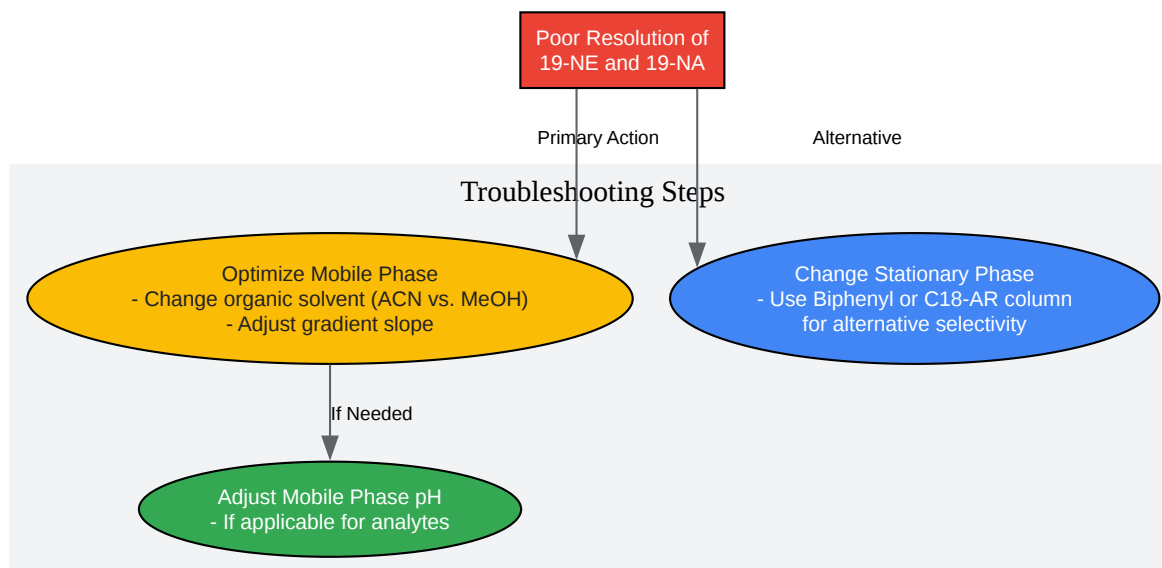 Poor Resolution of
19-NE and 19-NA
Primary Action
Alternative
Troubleshooting Steps
Optimize Mobile Phase
- Change organic solvent (ACN vs. MeOH)
- Adjust gradient slope
Change Stationary Phase
- Use Biphenyl or C18-AR column
for alternative selectivity
If Needed
Adjust Mobile Phase pH
- If applicable for analytes